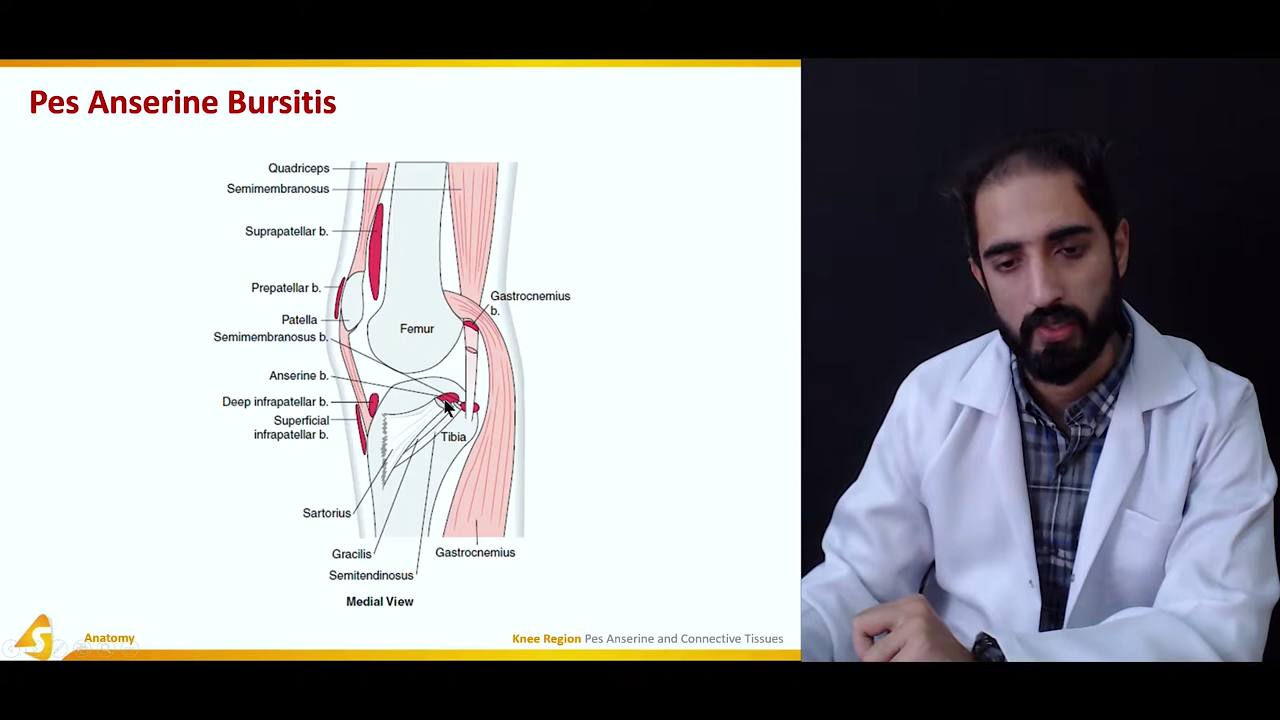 Pes Anserine Bursitis
Quadriceps
Semimembranosus
Suprapatellar b.
Prepatellar b.
Gastrocnemius
b.
Patella
Femur
Semimembranosus b.
Anserine b.
Deep infrapatellar b.
Superficial
infrapatellar b.
Tibia
Sartorius
Gracilis
Gastrocnemius
Semitendinosus
Medial View
S
Anatomy
Knee Region Pes Anserine and Connective Tissues